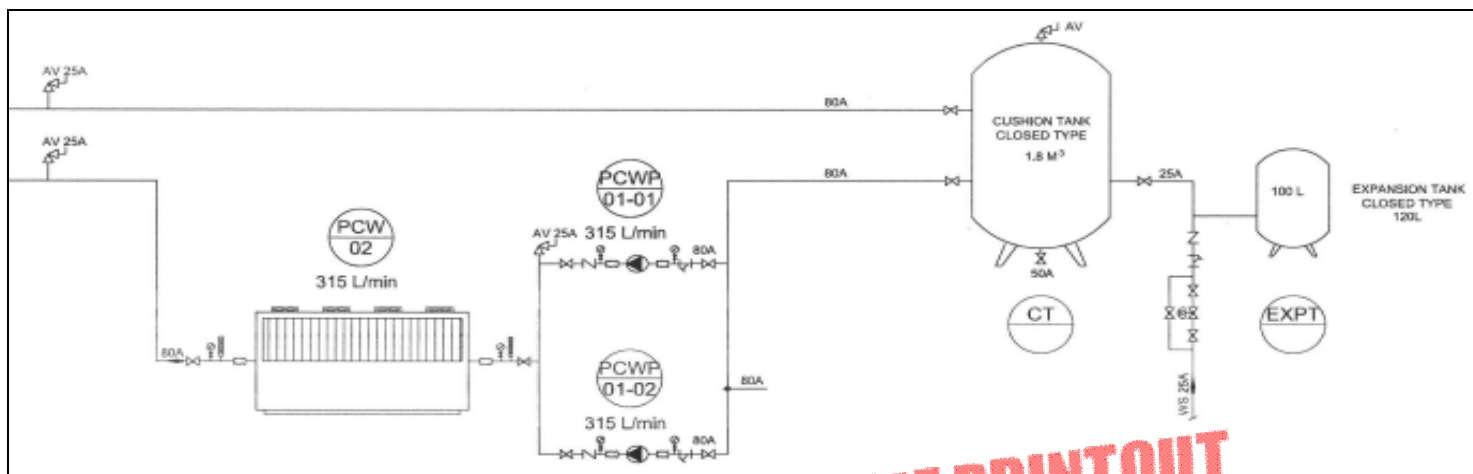 AV 25A
AV
80A
CUSHION TANK
CLOSED TYPE
1.8 M³
AV 25A
PCWP
01-01
80A
25A
100 L
EXPANSION TANK
CLOSED TYPE
120L
PCW
02
AV 25A
315 L/min
80A
315 L/min
50A
CT
EXPT
80A
PCWP
01-02
80A
315 L/min
80A
WS 25A
PRINTOUT